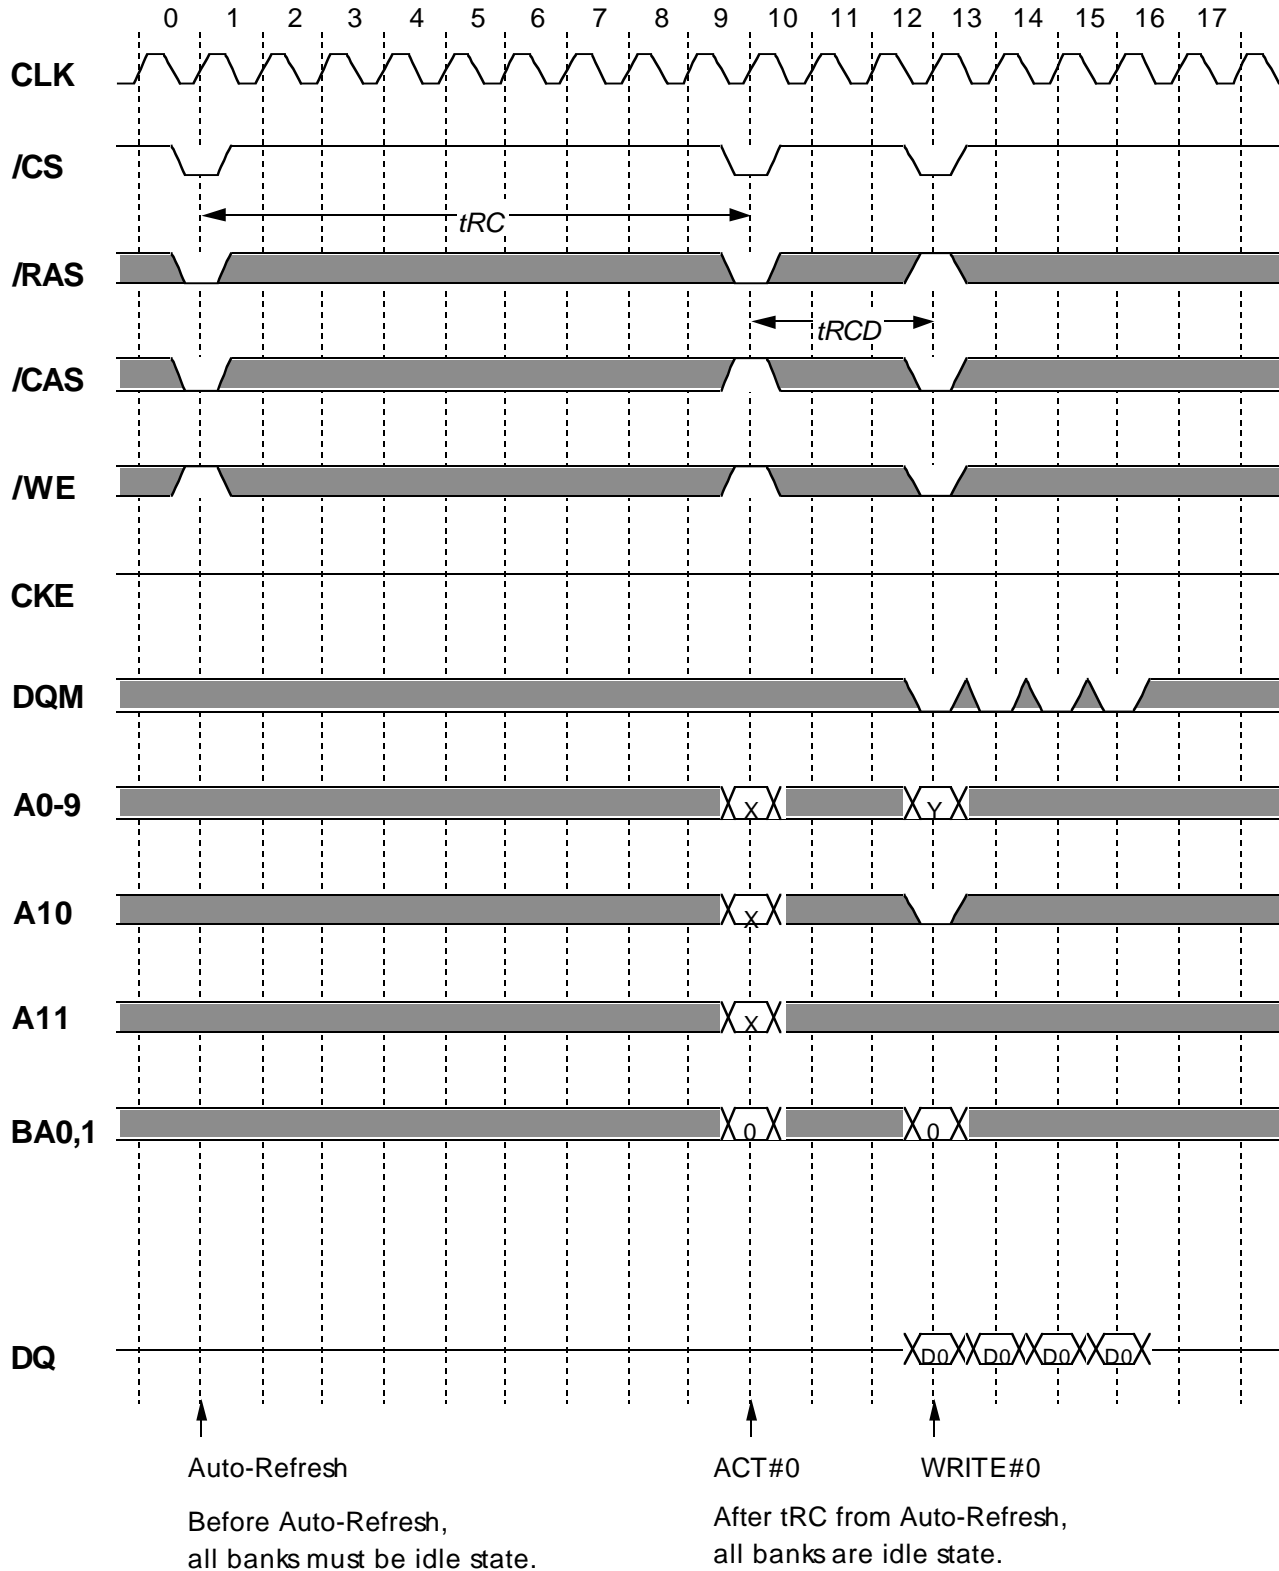 0 1 2 3 4 5 6 7 8 9 10 11 12 13 14 15 16 17
CLK
/CS
tRC
/RAS
tRCD
/CAS
/WE
CKE
DQM
A0-9 X Y
A10 X
A11 X
BA0,1 0 0
DQ D0 D0 D0 D0
Auto-Refresh ACT#0 WRITE#0
Before Auto-Refresh,
all banks must be idle state.
After tRC from Auto-Refresh,
all banks are idle state.